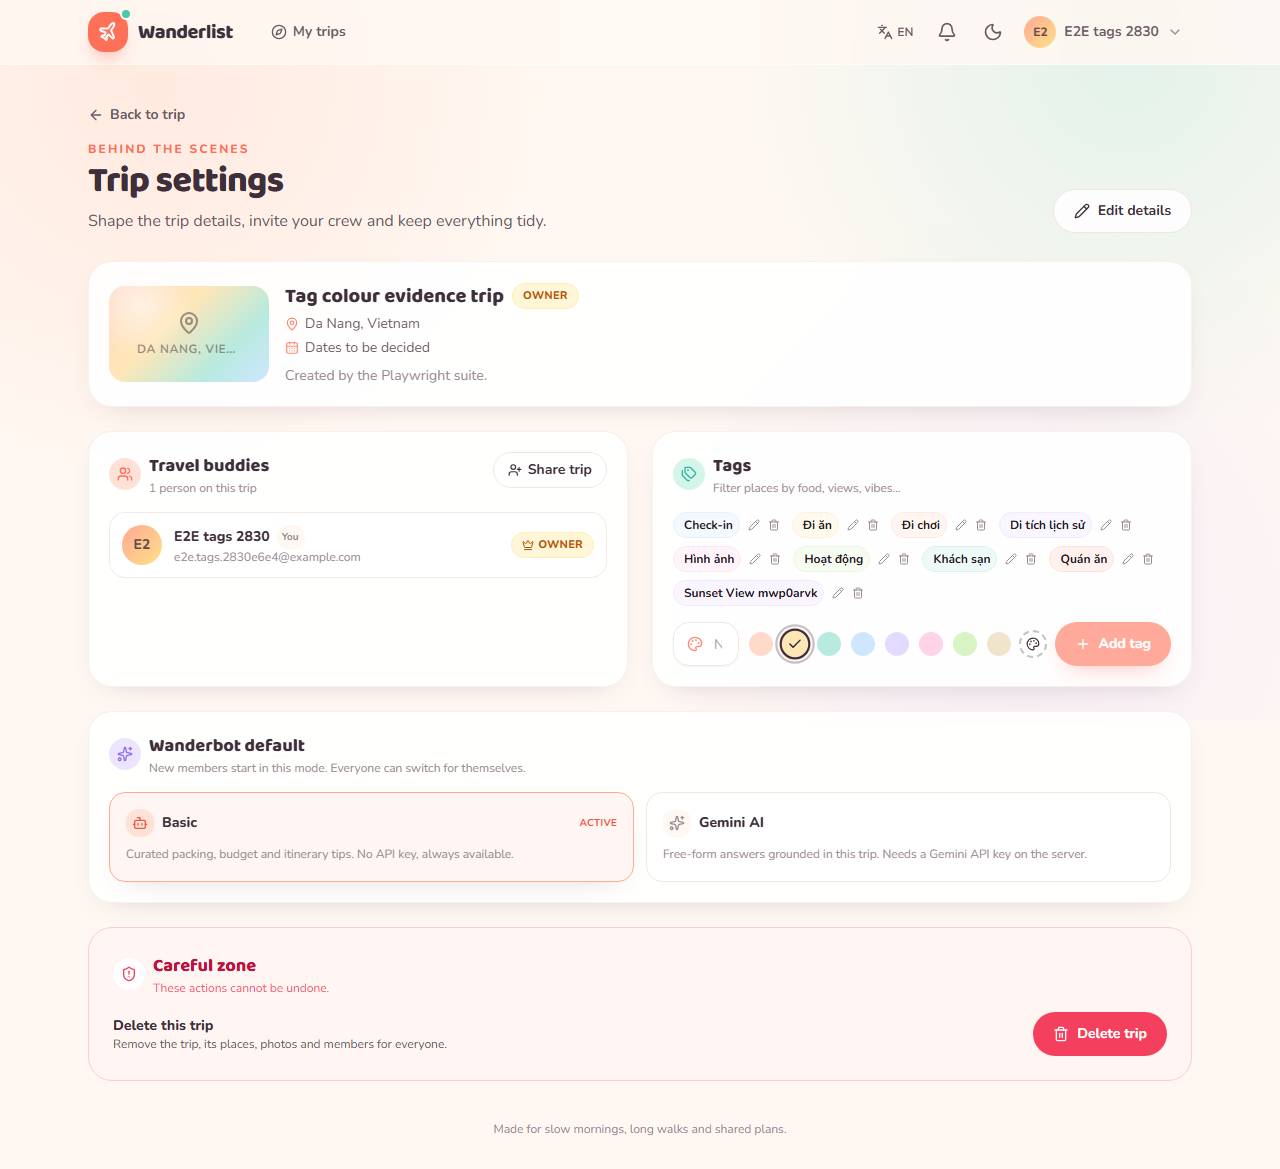 Wanderlist
My trips
EN
E2
E2E tags 2830
Back to trip
BEHIND THE SCENES
Trip settings
Shape the trip details, invite your crew and keep everything tidy.
Edit details
DA NANG, VIE...
Tag colour evidence trip
OWNER
Da Nang, Vietnam
Dates to be decided
Created by the Playwright suite.
Travel buddies
1 person on this trip
Share trip
E2
E2E tags 2830
You
e2e.tags.2830e6e4@example.com
OWNER
Tags
Filter places by food, views, vibes...
Check-in
Đi ăn
Đi chơi
Di tích lịch sử
Hình ảnh
Hoạt động
Khách sạn
Quán ăn
Sunset View mwp0arvk
Add tag
Wanderbot default
New members start in this mode. Everyone can switch for themselves.
Basic
ACTIVE
Curated packing, budget and itinerary tips. No API key, always available.
Gemini AI
Free-form answers grounded in this trip. Needs a Gemini API key on the server.
Careful zone
These actions cannot be undone.
Delete this trip
Remove the trip, its places, photos and members for everyone.
Delete trip
Made for slow mornings, long walks and shared plans.